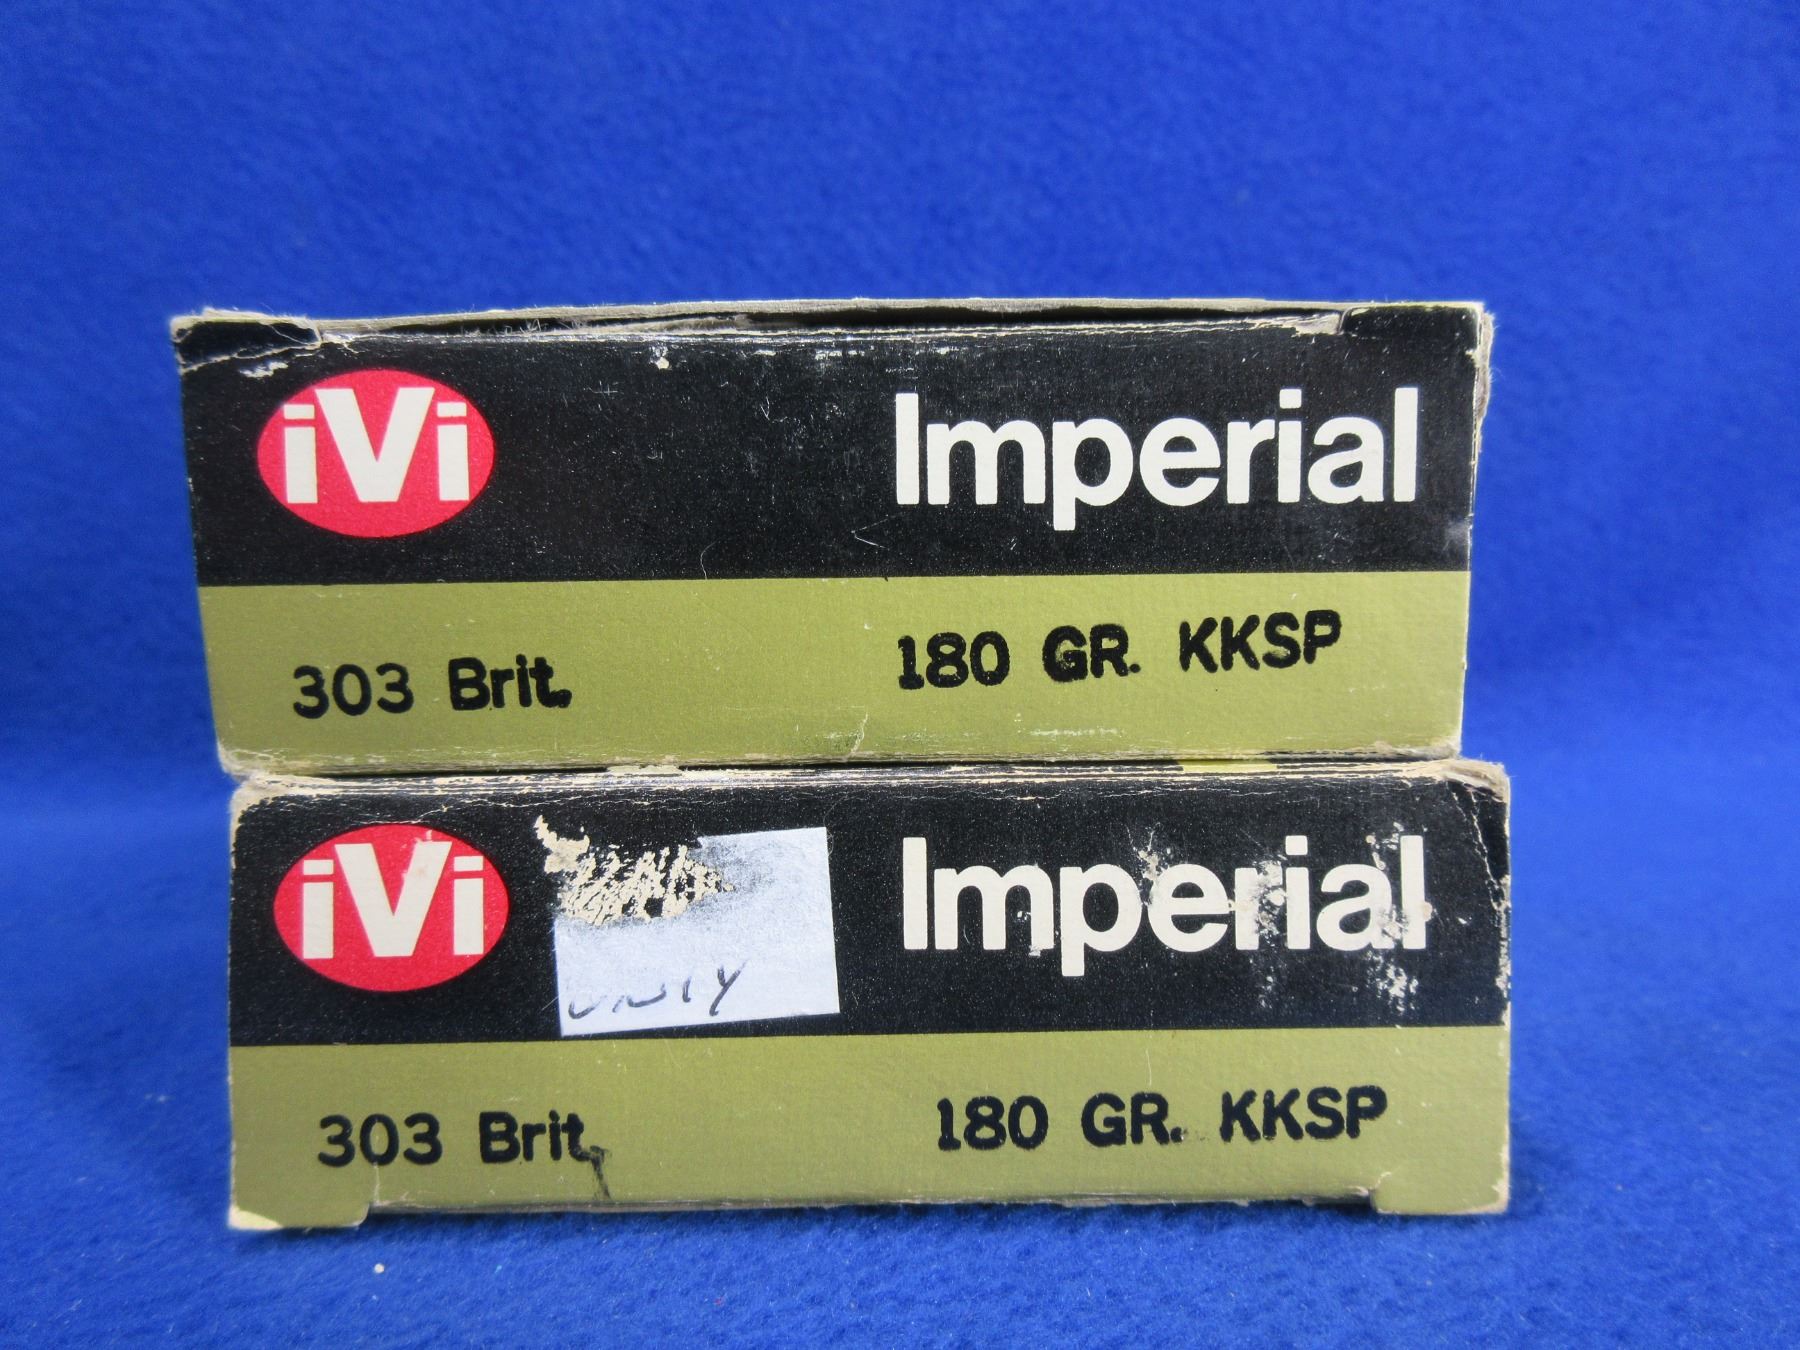 iVi Imperial
303 Brit. 180 GR. KKSP
iVi Imperial
303 Brit. 180 GR. KKSP